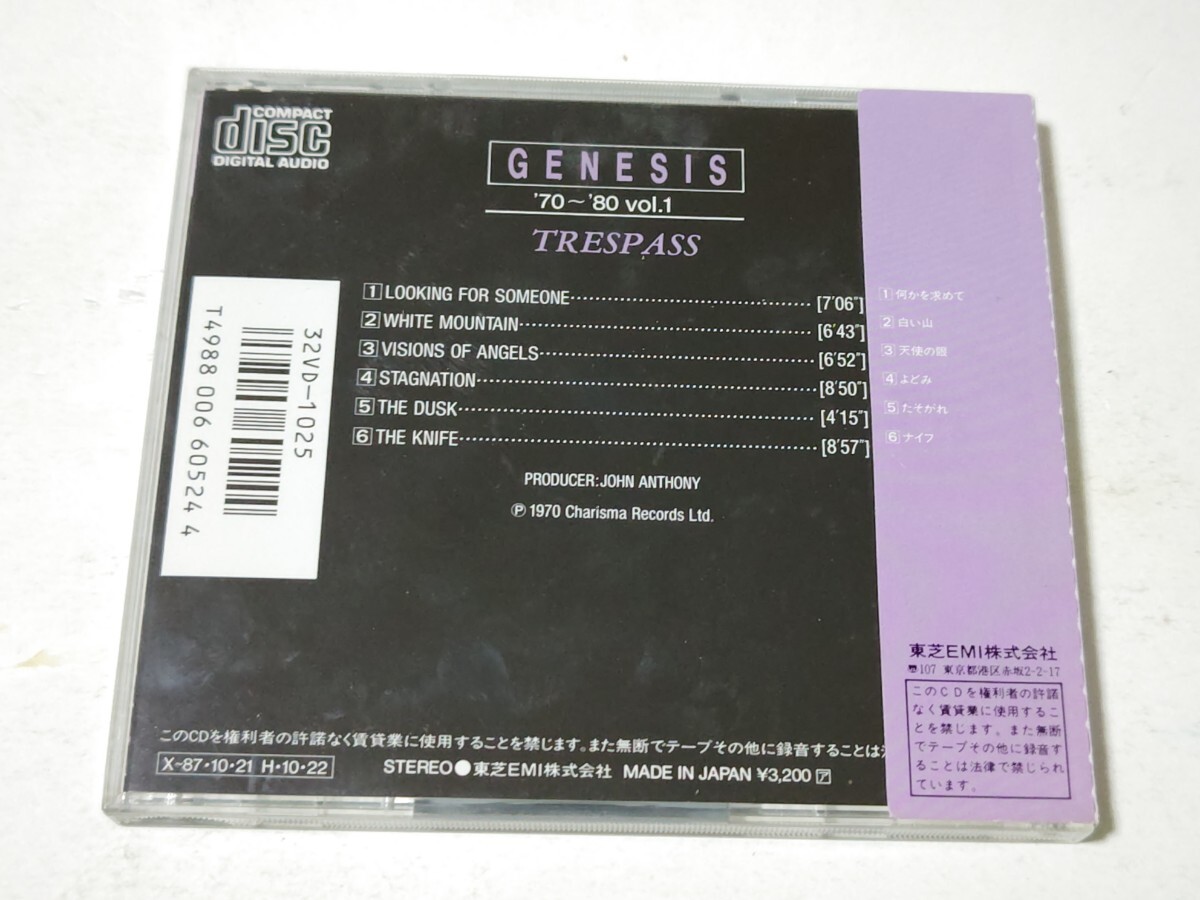 COMPACT
disc
DIGITAL AUDIO
GENESIS
'70~'80 vol.1
TRESPASS
1 LOOKING FOR SOMEONE [7'06"]
2 WHITE MOUNTAIN [6'43"]
3 VISIONS OF ANGELS [6'52"]
4 STAGNATION [8'50"]
5 THE DUSK [4'15"]
6 THE KNIFE [8'57"]
PRODUCER:JOHN ANTHONY
Ⓟ 1970 Charisma Records Ltd.
32VD-1025
T4988 006 60524 4
このCDを権利者の許諾なく賃貸業に使用することを禁じます。また無断でテープその他に録音することは
X-87・10・21 H・10・22
STEREO●東芝EMI株式会社 MADE IN JAPAN ¥3,200 ア
1 何かを求めて
2 白い山
3 天使の眼
4 よどみ
5 たそがれ
6 ナイフ
東芝EMI株式会社
〠107 東京都港区赤坂2-2-17
このCDを権利者の許諾
なく賃貸業に使用するこ
とを禁じます。また無断
でテープその他に録音す
ることは法律で禁じられ
ています。